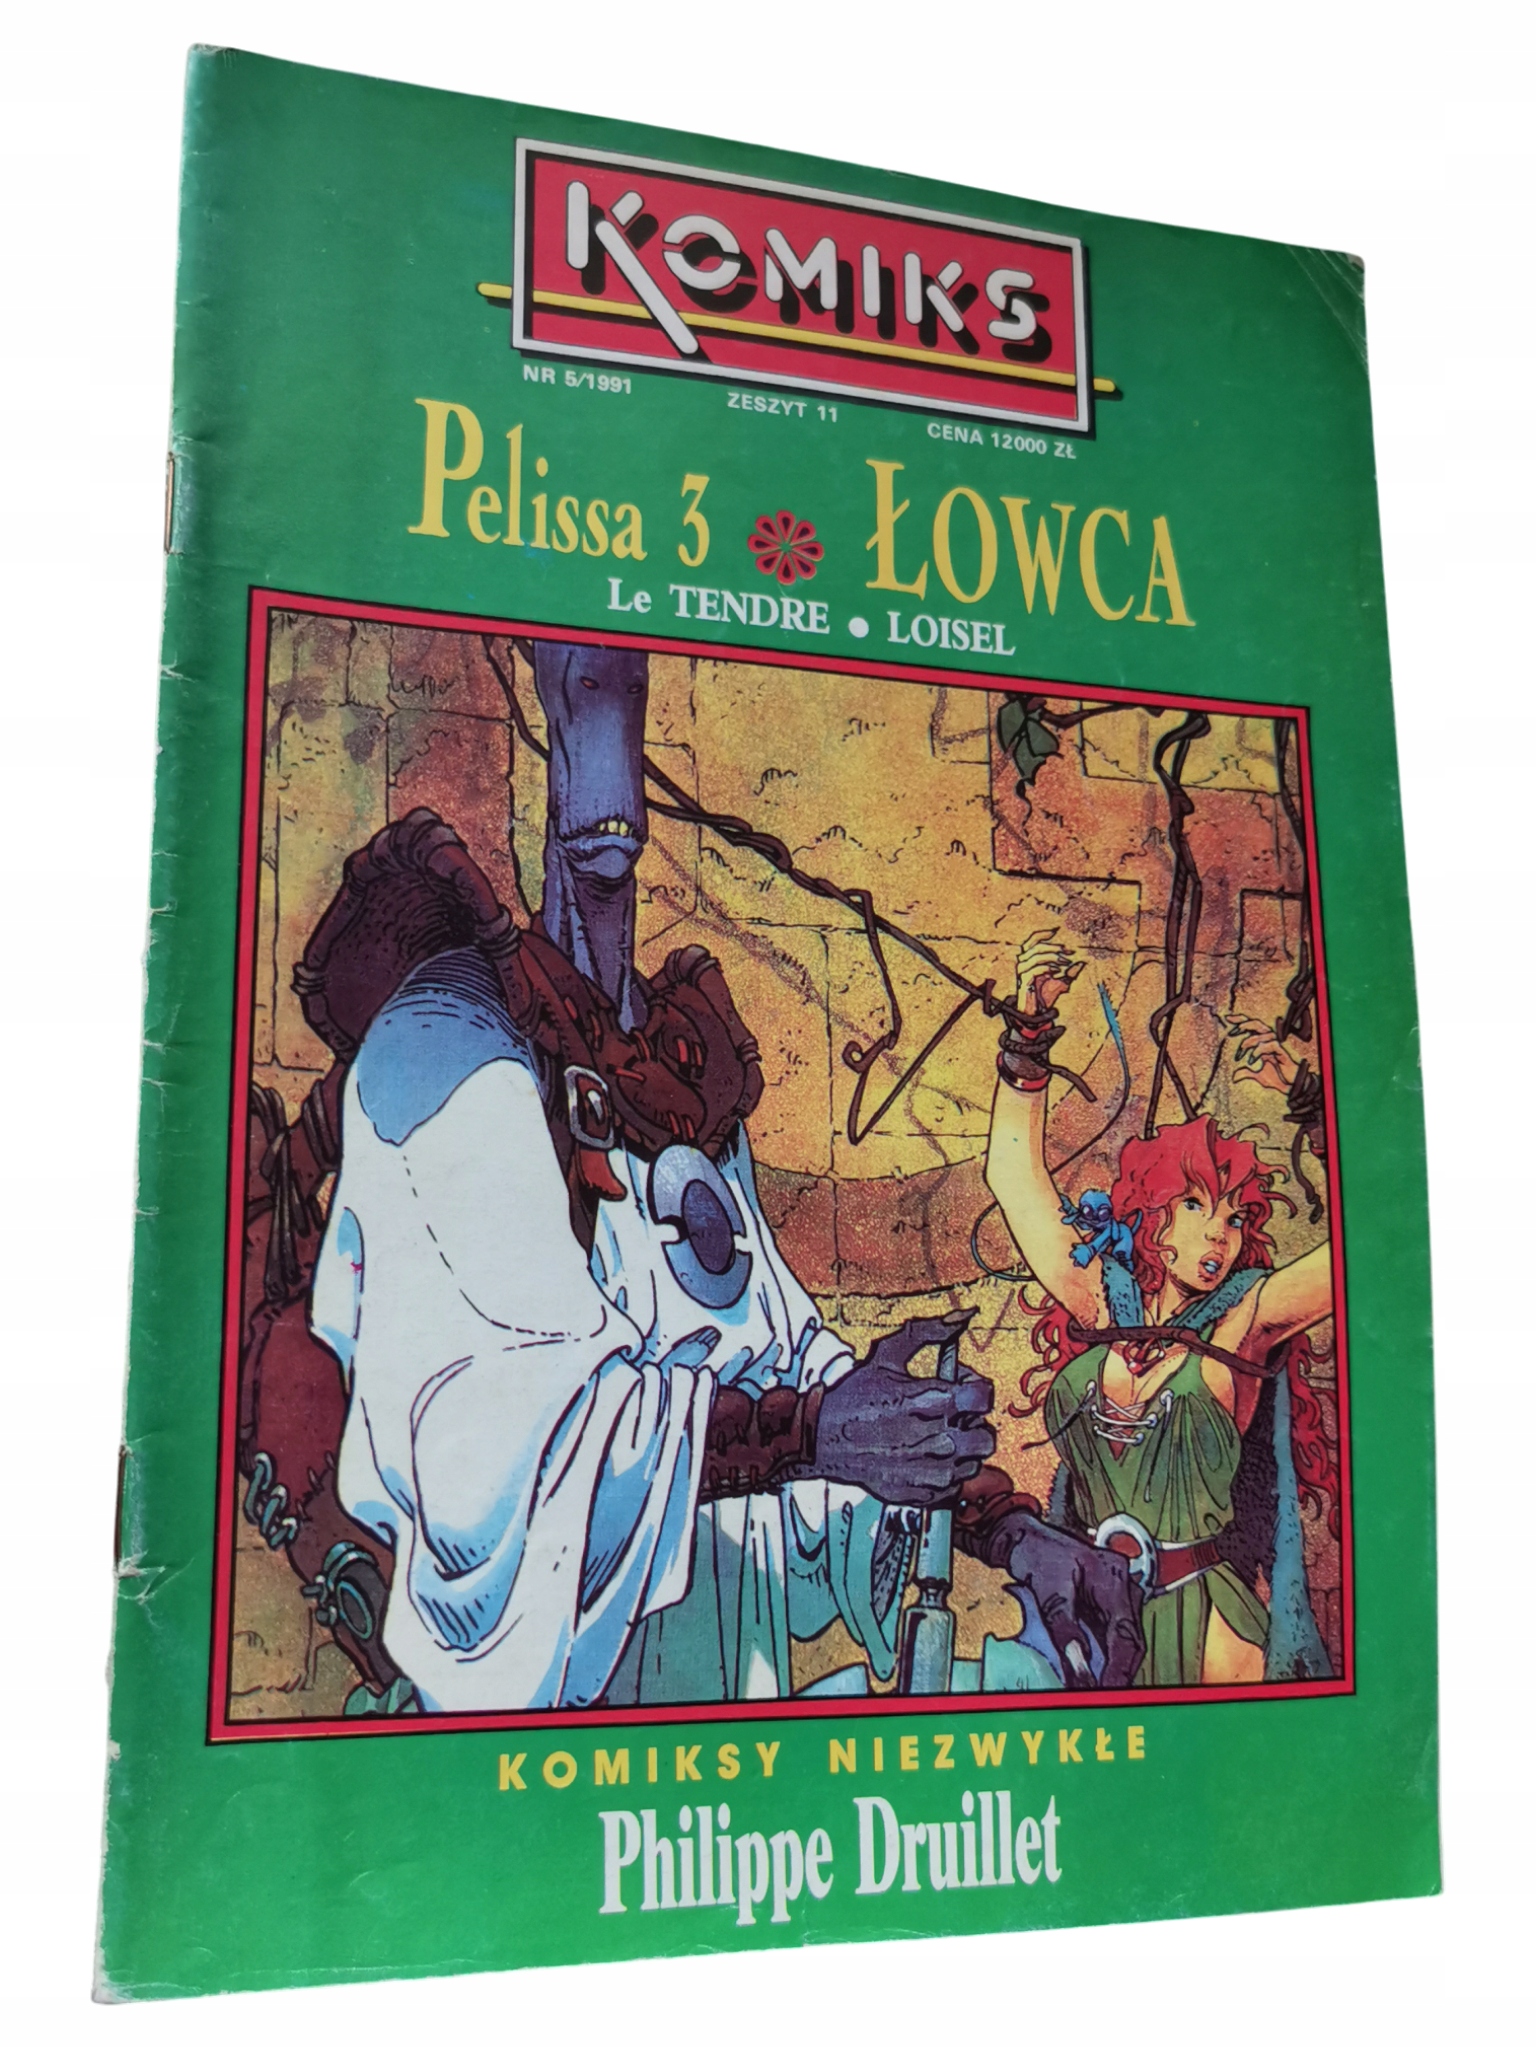 KOMIKS
NR 5/1991 ZESZYT 11 CENA 12000 ZŁ
Pelissa 3 ŁOWCA
Le TENDRE • LOISEL
KOMIKSY NIEZWYKŁE
Philippe Druillet